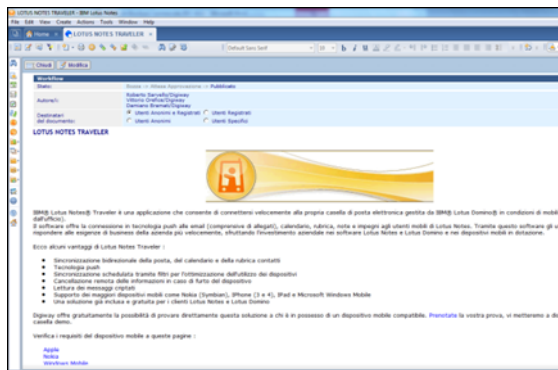 LOTUS NOTES TRAVELER - IBM Lotus Notes
File Edit View Create Actions Tools Window Help
Home LOTUS NOTES TRAVELER
Default Sans Serif 10
Chiudi Modifica
Workflow
Stato: Bozza -> Attesa Approvazione -> Pubblicato
Autore/i: Roberto Servello/Digiway
Vittorio Grefice/Digiway
Damiano Bramati/Digiway
Destinatari del documento: Utenti Anonimi e Registrati Utenti Registrati
Utenti Anonimi Utenti Specifici
LOTUS NOTES TRAVELER
IBM® Lotus Notes® Traveler è una applicazione che consente di connettersi velocemente alla propria casella di posta elettronica gestita da IBM® Lotus Domino® in condizioni di mobil
dall'ufficio).
Il software offre la connessione in tecnologia push alle email (comprensivo di allegati), calendario, rubrica, note e impegni agli utenti mobili di Lotus Notes. Tramite questo software gli u
rispondere alle esigenze di business della azienda più velocemente, sfruttando l'investimento aziendale nei software Lotus Notes e Lotus Domino e nei dispositivi mobili in dotazione.
Ecco alcuni vantaggi di Lotus Notes Traveler :
Sincronizzazione bidirezionale della posta, del calendario e della rubrica contatti
Tecnologia push
Sincronizzazione schedulata tramite filtri per l'ottimizzazione dell'utilizzo dei dispositivi
Cancellazione remota delle informazioni in caso di furto del dispositivo
Lettura dei messaggi criptati
Supporto dei maggiori dispositivi mobili come Nokia (Symbian), iPhone (3 e 4), iPad e Microsoft Windows Mobile
Una soluzione già inclusa e gratuita per i clienti Lotus Notes e Lotus Domino
Digiway offre gratuitamente la possibilità di provare direttamente questa soluzione a chi è in possesso di un dispositivo mobile compatibile. Prenotate la vostra prova, vi metteremo a dis
casella demo.
Verifica i requisiti del dispositivo mobile a queste pagine :
Apple
Nokia
Windows Mobile